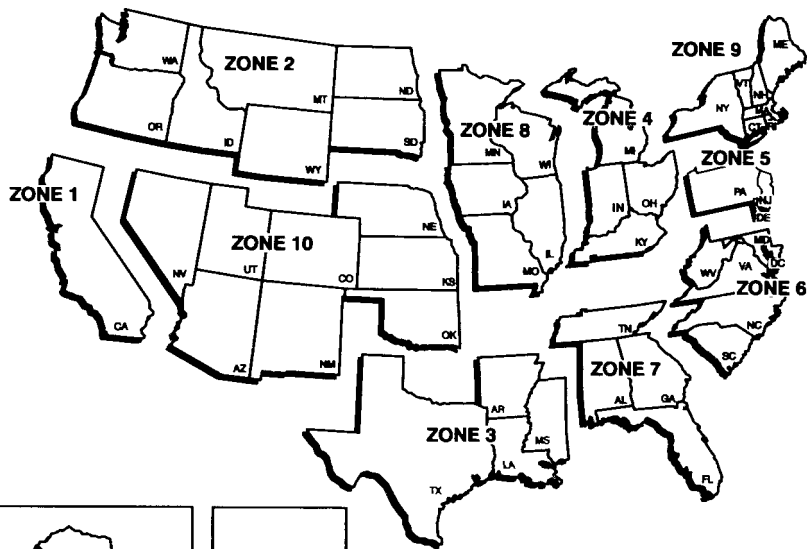 ZONE 9
ME
VT
NH
NY
MA
CT
RI
ZONE 2
WA
MT
ND
OR
ID
WY
SD
ZONE 8
MN
WI
IA
IL
MO
ZONE 4
MI
IN
OH
KY
ZONE 5
PA
NJ
DE
ZONE 1
CA
ZONE 10
NV
UT
CO
AZ
NM
NE
KS
OK
MD
DC
WV
VA
ZONE 6
NC
SC
TN
ZONE 7
AL
GA
FL
ZONE 3
AR
MS
LA
TX